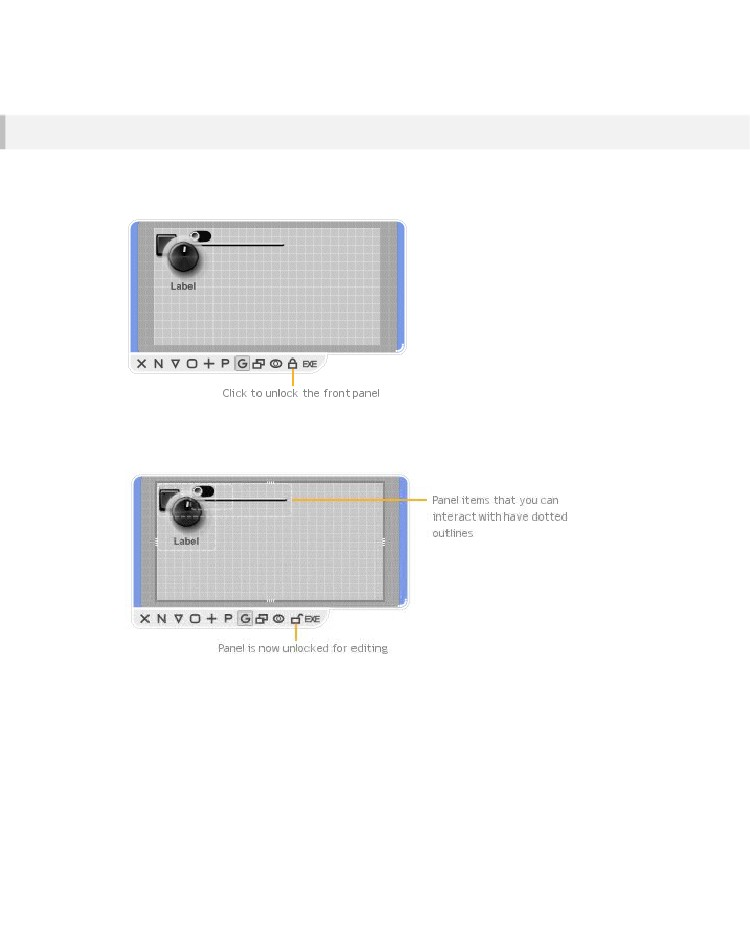 Label
X N P G EXE
Click to unlock the front panel
Panel items that you can
interact with have dotted
outlines
Label
X N P G EXE
Panel is now unlocked for editing